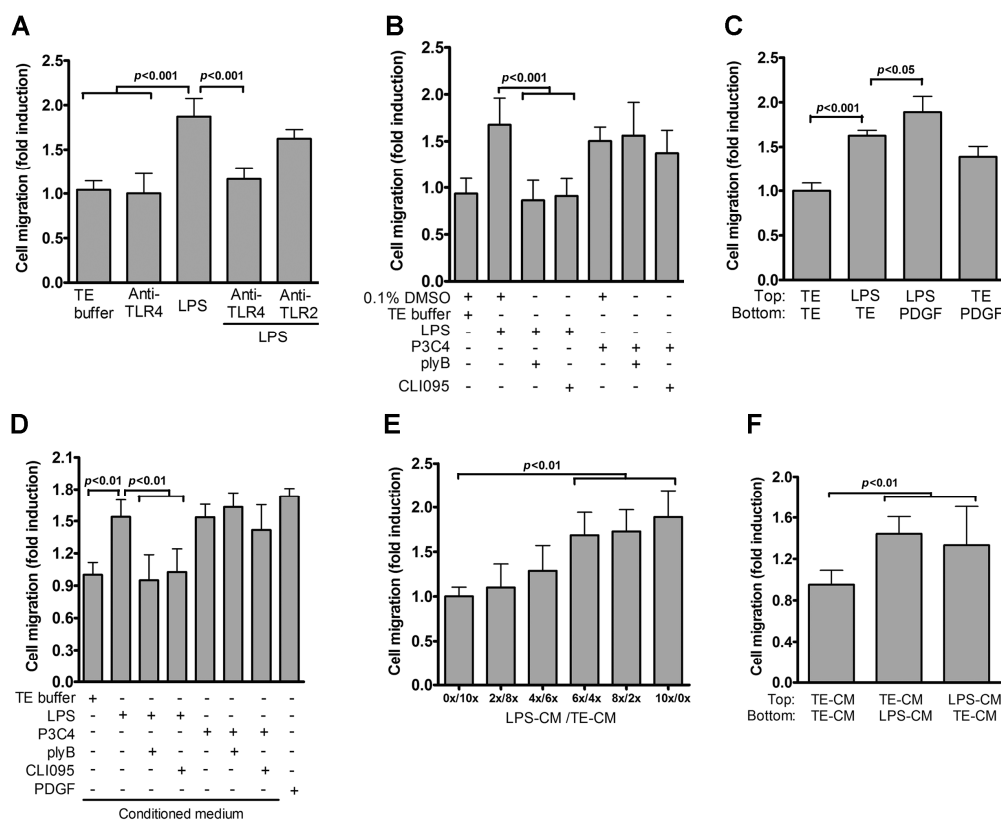 A
Cell migration (fold induction)
2.5
2.0
1.5
1.0
0.5
0.0
p<0.001 p<0.001
TE buffer
Anti-TLR4
LPS
Anti-TLR4
Anti-TLR2
LPS
B
Cell migration (fold induction)
2.5
2.0
1.5
1.0
0.5
0.0
p<0.001
0.1% DMSO + + - - + - -
TE buffer + - - - - - -
LPS - + + + - - -
P3C4 - - - - + + +
plyB - - + - - + -
CLI095 - - - + - - +
C
Cell migration (fold induction)
2.5
2.0
1.5
1.0
0.5
0.0
p<0.001
p<0.05
Top: TE LPS LPS TE
Bottom: TE TE PDGF PDGF
D
Cell migration (fold induction)
2.1
1.8
1.5
1.2
0.9
0.6
0.3
0.0
p<0.01 p<0.01
TE buffer + - - - - - - -
LPS - + + + - - - -
P3C4 - - - - + + + -
plyB - - + - - + - -
CLI095 - - - + - - + -
PDGF - - - - - - - +
Conditioned medium
E
Cell migration (fold induction)
2.5
2.0
1.5
1.0
0.5
0.0
p<0.01
0x/10x 2x/8x 4x/6x 6x/4x 8x/2x 10x/0x
LPS-CM /TE-CM
F
Cell migration (fold induction)
2.0
1.6
1.2
0.8
0.4
0.0
p<0.01
Top: TE-CM TE-CM LPS-CM
Bottom: TE-CM LPS-CM TE-CM